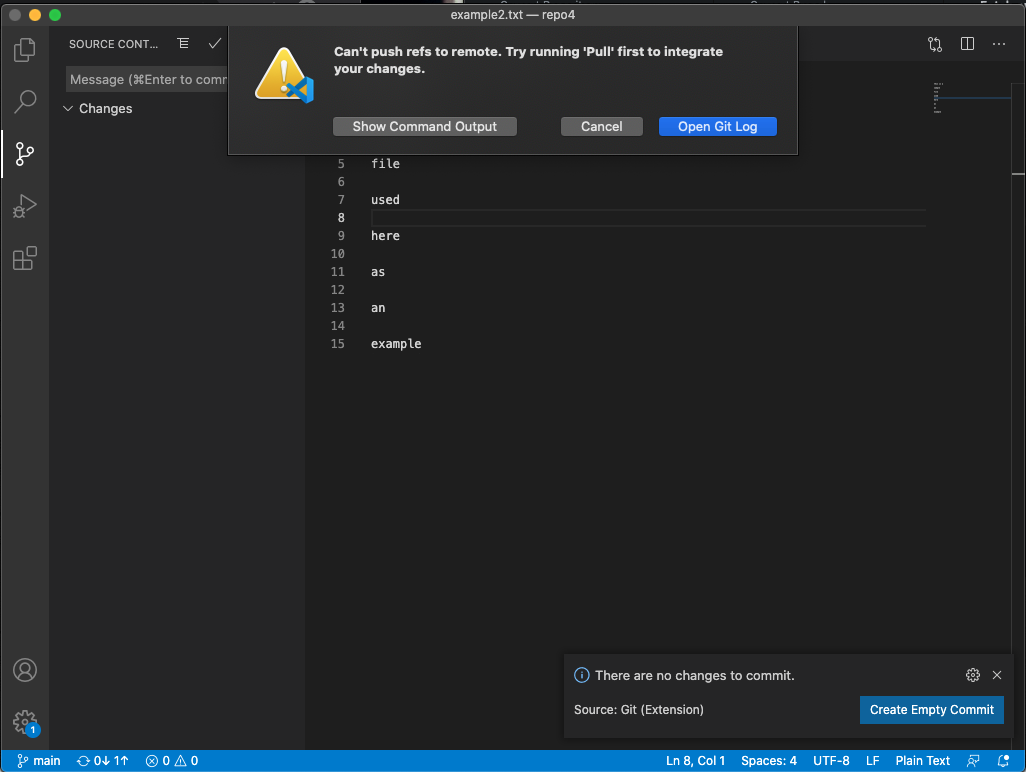 example2.txt — repo4
SOURCE CONT...
Message (⌘Enter to comm
Changes
Can't push refs to remote. Try running 'Pull' first to integrate
your changes.
Show Command Output
Cancel
Open Git Log
5 file
6
7 used
8
9 here
10
11 as
12
13 an
14
15 example
There are no changes to commit.
Source: Git (Extension)
Create Empty Commit
1
main 0↓ 1↑ 0 0 Ln 8, Col 1 Spaces: 4 UTF-8 LF Plain Text